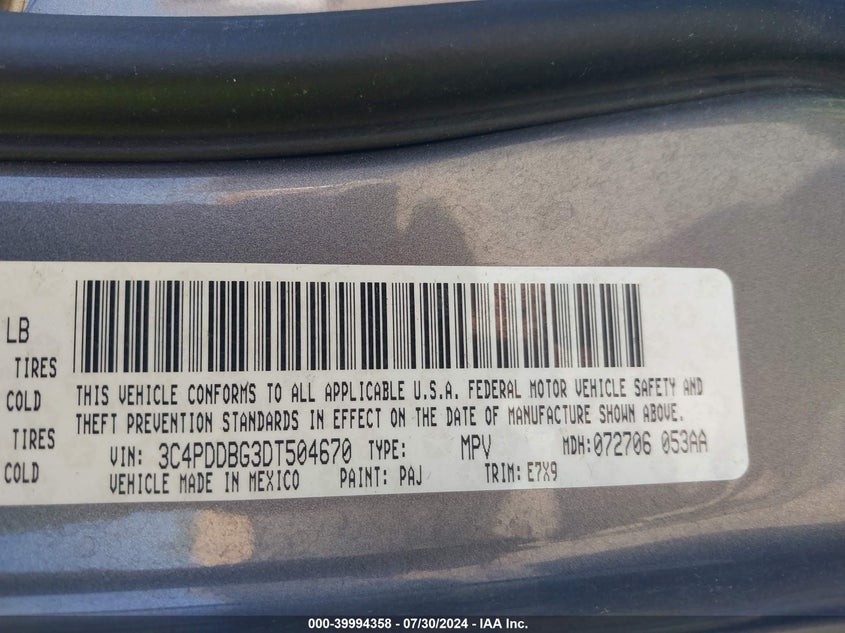 LB
TIRES
COLD
TIRES
COLD
THIS VEHICLE CONFORMS TO ALL APPLICABLE U.S.A. FEDERAL MOTOR VEHICLE SAFETY AND
THEFT PREVENTION STANDARDS IN EFFECT ON THE DATE OF MANUFACTURE SHOWN ABOVE.
VIN: 3C4PDDBG3DT504670 TYPE: MPV MDH:072706 053AA
VEHICLE MADE IN MEXICO PAINT: PAJ TRIM: E7X9
000-39994358 - 07/30/2024 - IAA Inc.